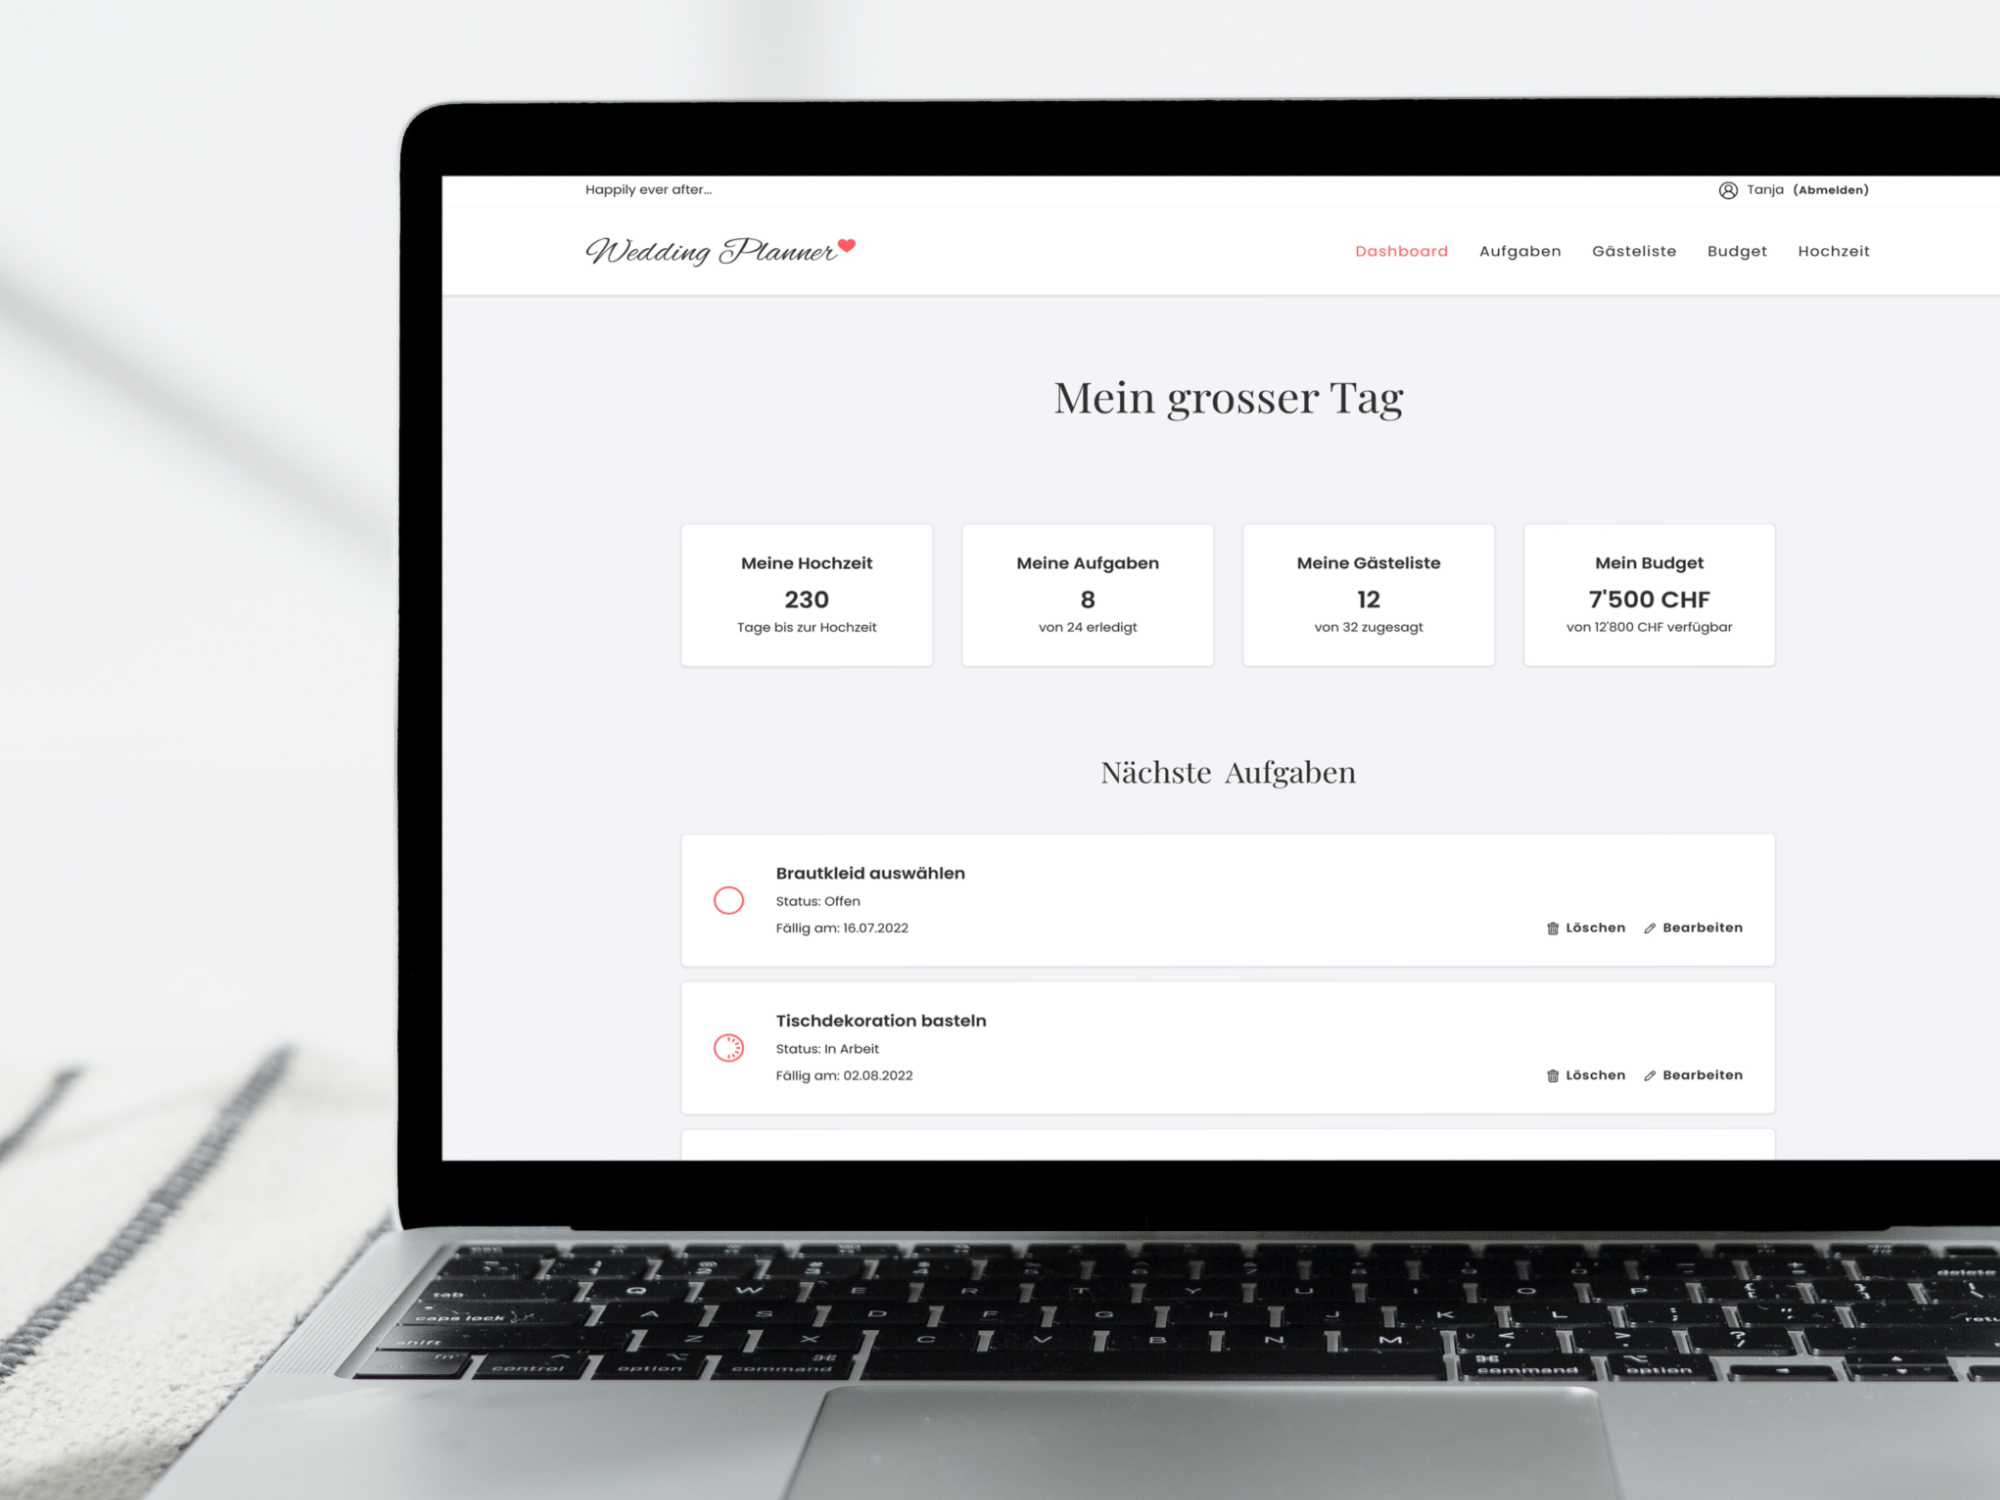 Happily ever after...
Tanja (Abmelden)
Wedding Planner
Dashboard Aufgaben Gästeliste Budget Hochzeit
Mein grosser Tag
Meine Hochzeit
230
Tage bis zur Hochzeit
Meine Aufgaben
8
von 24 erledigt
Meine Gästeliste
12
von 32 zugesagt
Mein Budget
7'500 CHF
von 12'800 CHF verfügbar
Nächste Aufgaben
Brautkleid auswählen
Status: Offen
Fällig am: 16.07.2022
Löschen Bearbeiten
Tischdekoration basteln
Status: In Arbeit
Fällig am: 02.08.2022
Löschen Bearbeiten
delete
tab Q W E R T Y U I O P
caps lock A S D F G H J K L
shift Z X C V B N M < > ?
fn control option command command option